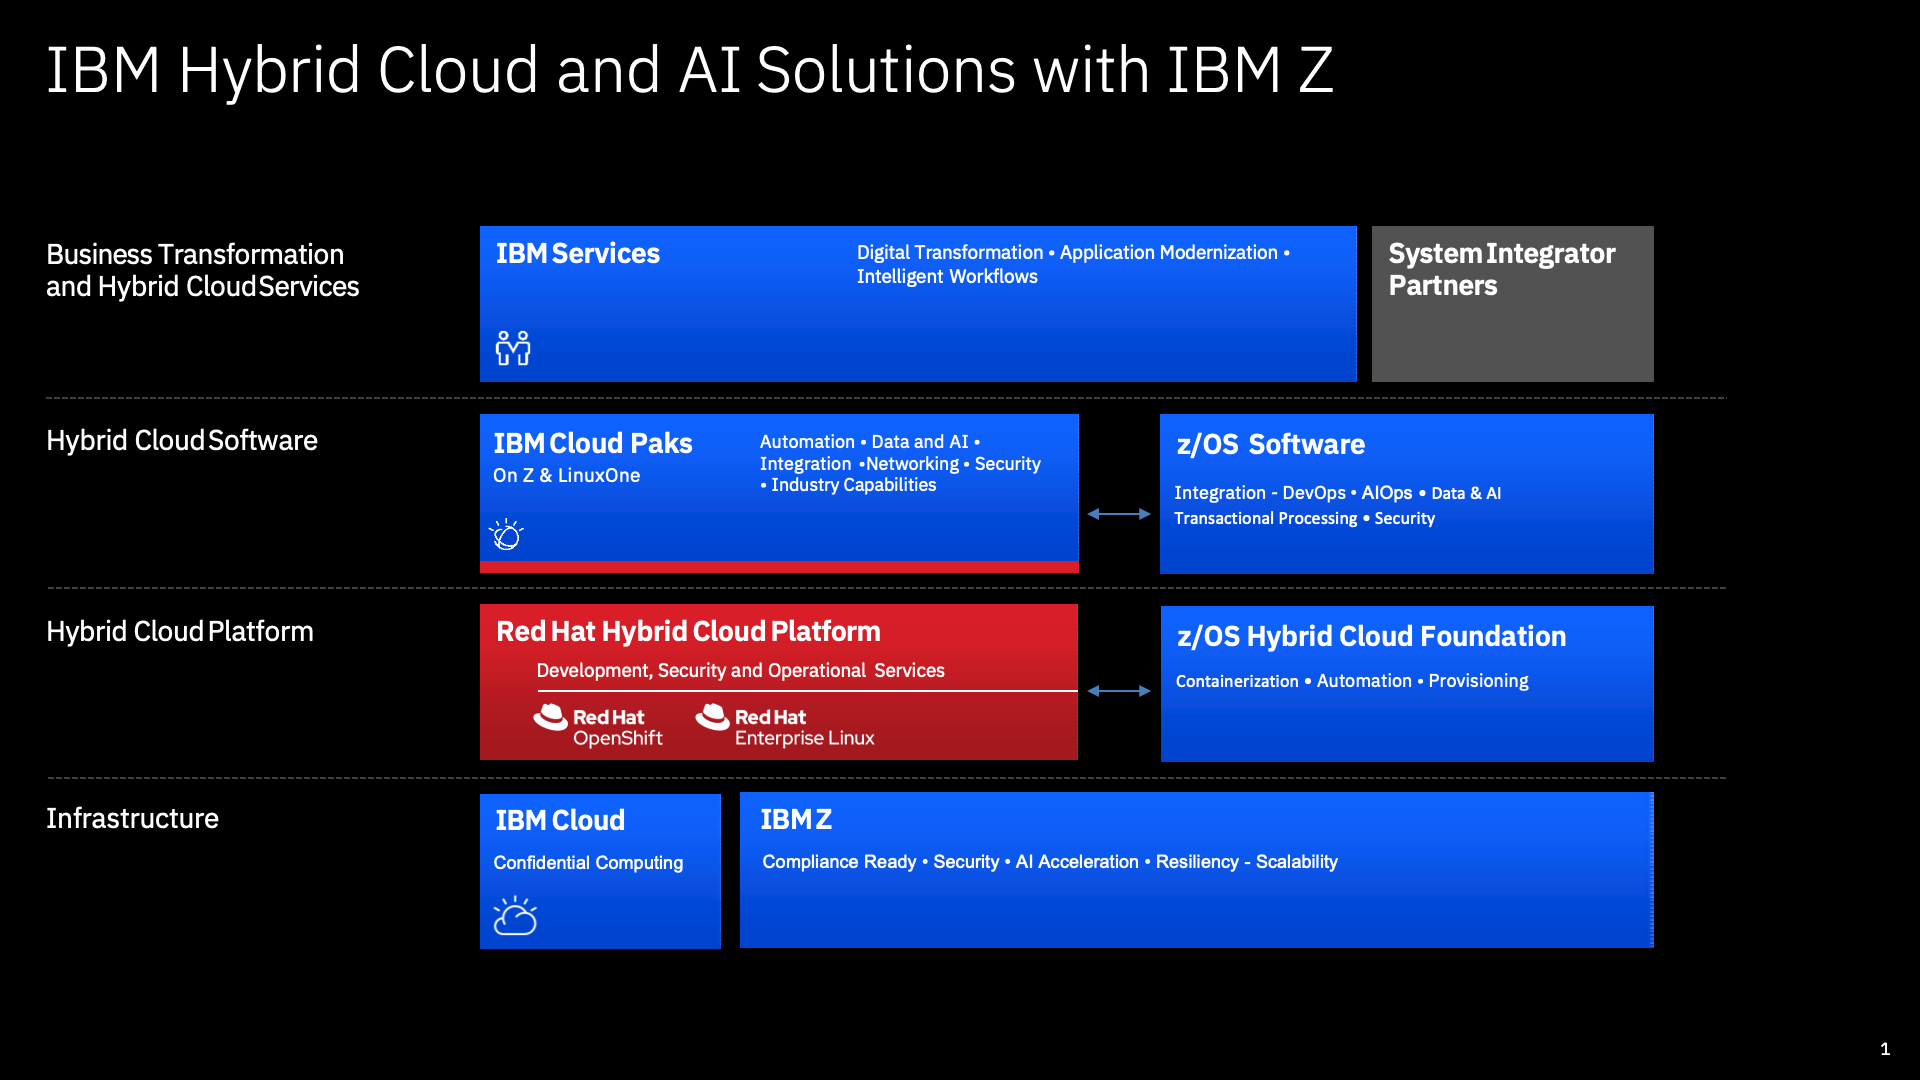 IBM Hybrid Cloud and AI Solutions with IBM Z
Business Transformation
and Hybrid Cloud Services
IBM Services
Digital Transformation • Application Modernization •
Intelligent Workflows
System Integrator
Partners
Hybrid Cloud Software
IBM Cloud Paks
On Z & LinuxOne
Automation • Data and AI •
Integration •Networking • Security
• Industry Capabilities
z/OS Software
Integration - DevOps • AIOps • Data & AI
Transactional Processing • Security
Hybrid Cloud Platform
Red Hat Hybrid Cloud Platform
Development, Security and Operational Services
Red Hat
OpenShift
Red Hat
Enterprise Linux
z/OS Hybrid Cloud Foundation
Containerization • Automation • Provisioning
Infrastructure
IBM Cloud
Confidential Computing
IBM Z
Compliance Ready • Security • AI Acceleration • Resiliency - Scalability
1